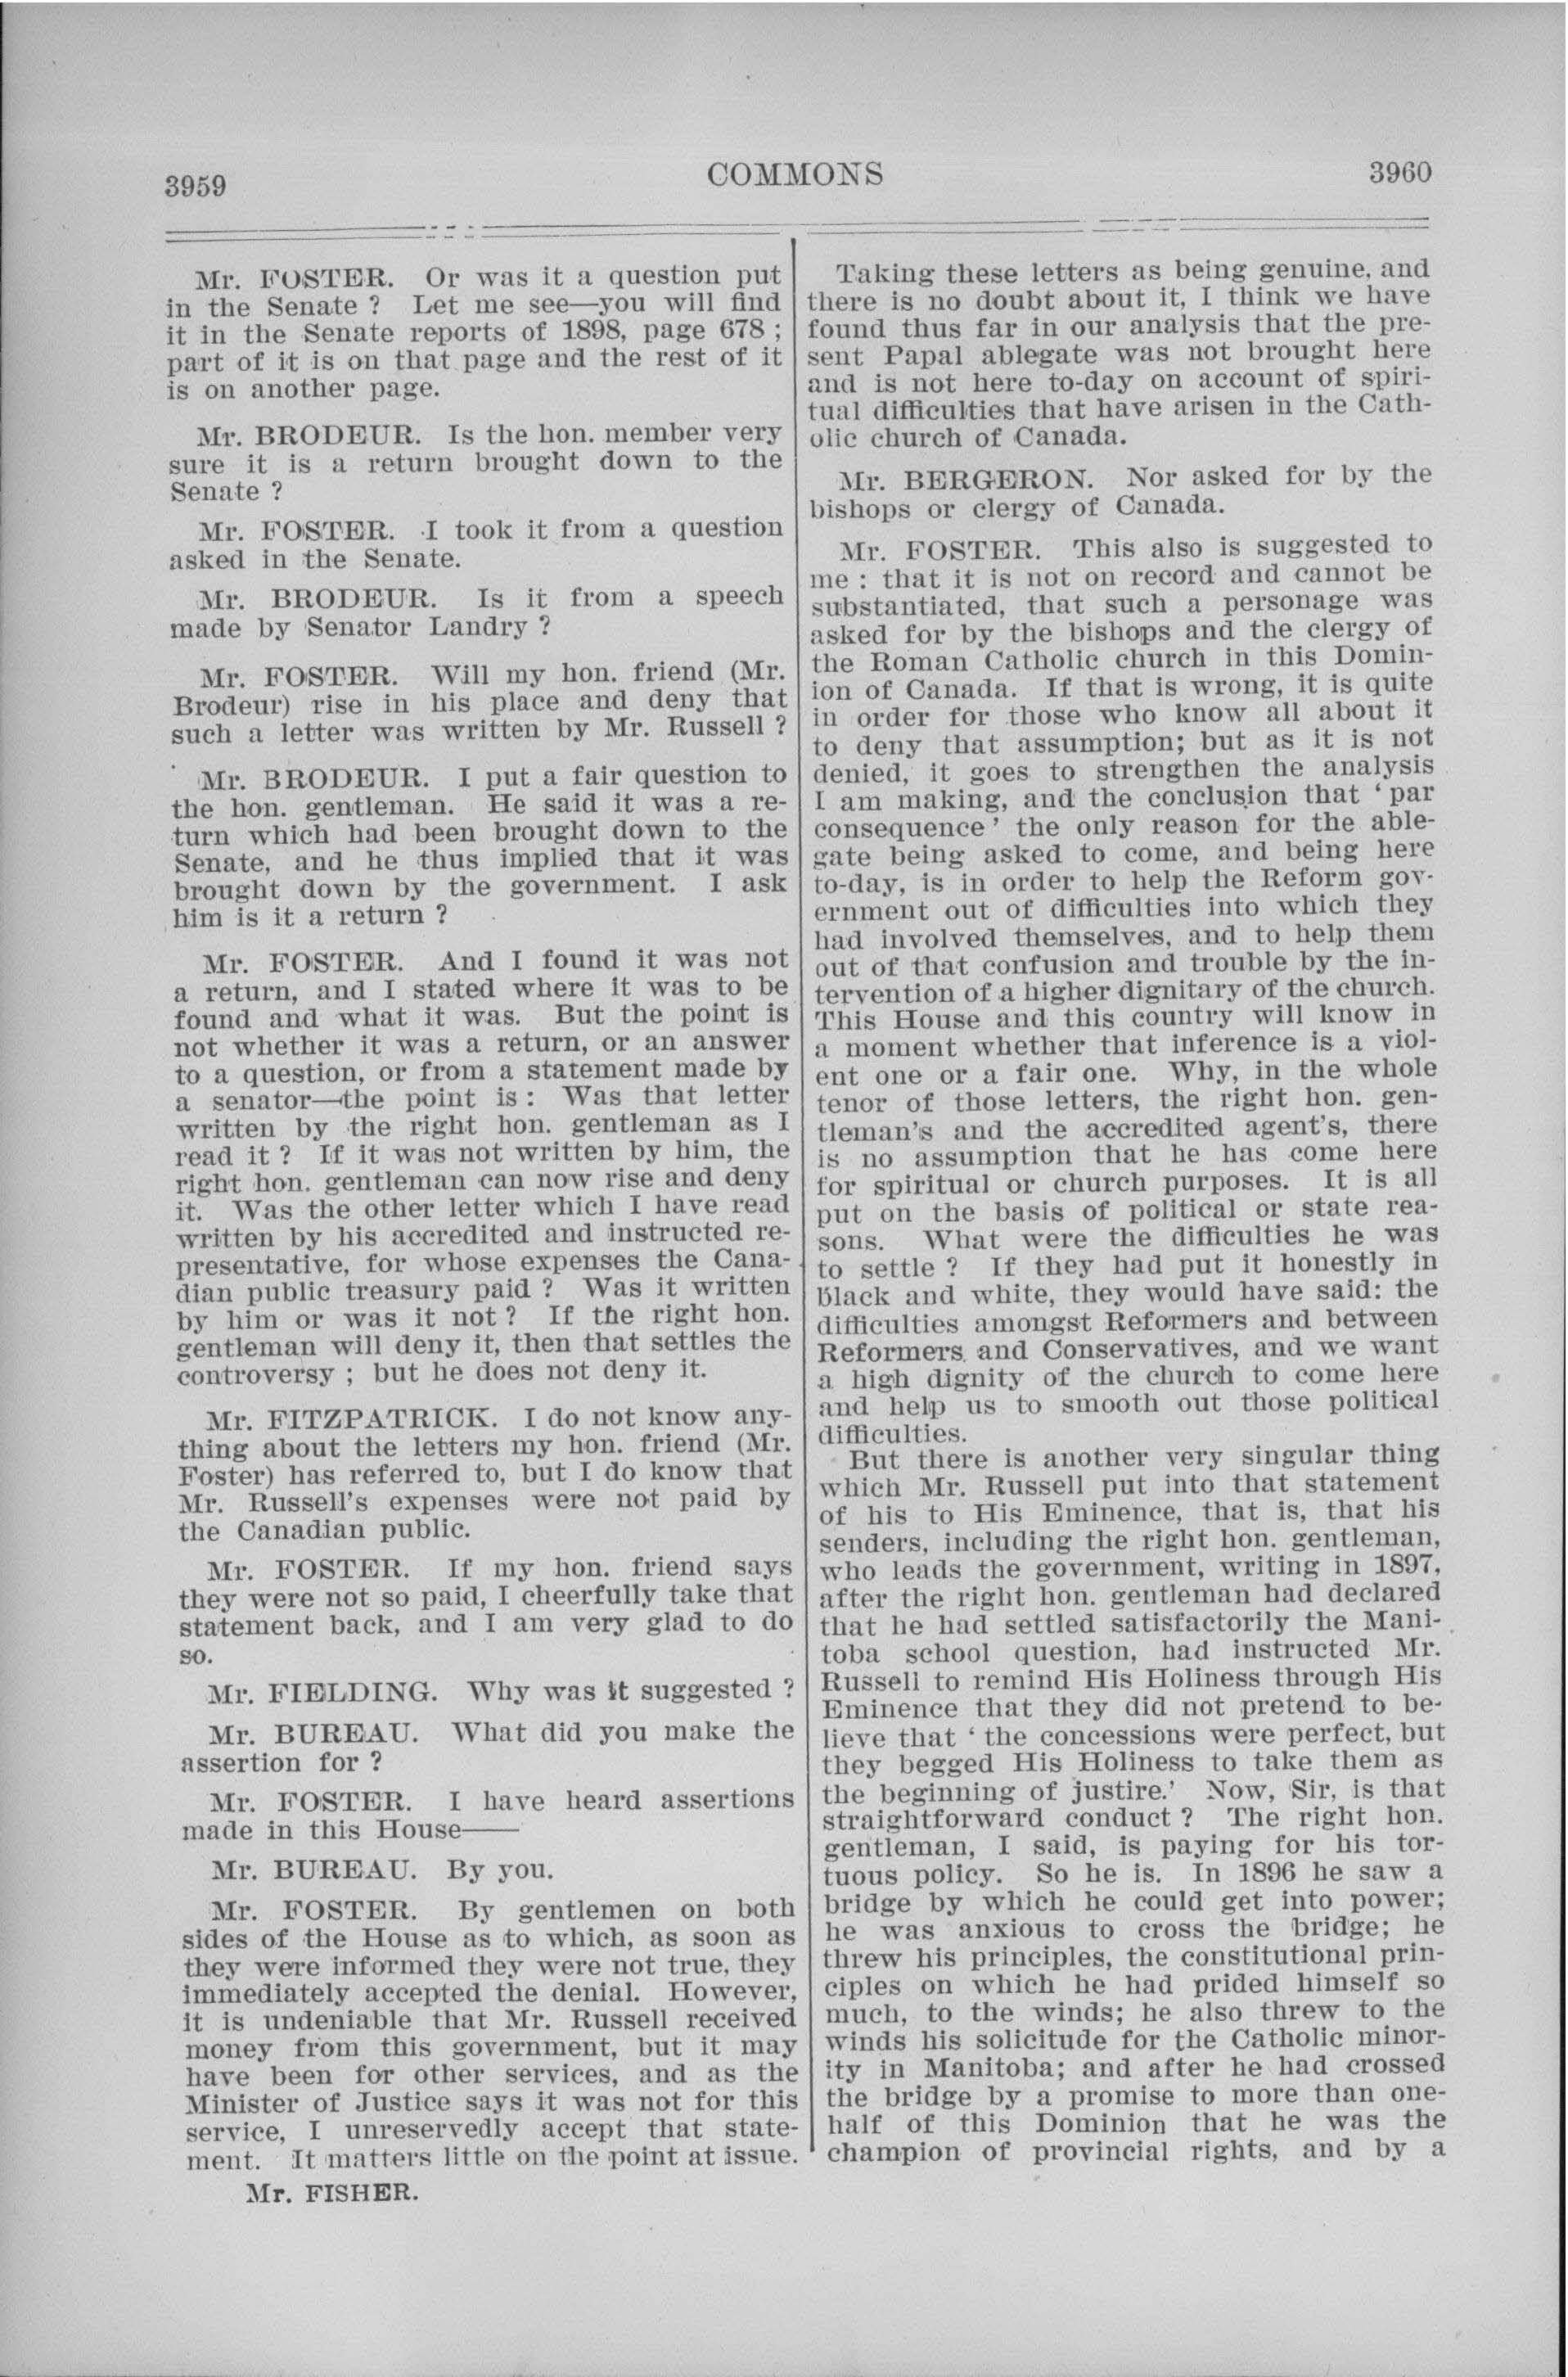 3959
COMMONS
3960
Mr. FOSTER. Or was it a question put
in the Senate ? Let me see—you will find
it in the Senate reports of 1898, page 678 ;
part of it is on that page and the rest of it
is on another page.
Mr. BRODEUR. Is the hon. member very
sure it is a return brought down to the
Senate ?
Mr. FOSTER. I took it from a question
asked in the Senate.
Mr. BRODEUR. Is it from a speech
made by Senator Landry ?
Mr. FOSTER. Will my hon. friend (Mr.
Brodeur) rise in his place and deny that
such a letter was written by Mr. Russell ?
Mr. BRODEUR. I put a fair question to
the hon. gentleman. He said it was a re-
turn which had been brought down to the
Senate, and he thus implied that it was
brought down by the government. I ask
him is it a return ?
Mr. FOSTER. And I found it was not
a return, and I stated where it was to be
found and what it was. But the point is
not whether it was a return, or an answer
to a question, or from a statement made by
a senator—the point is : Was that letter
written by the right hon. gentleman as I
read it ? If it was not written by him, the
right hon. gentleman can now rise and deny
it. Was the other letter which I have read
written by his accredited and instructed re-
presentative, for whose expenses the Cana-
dian public treasury paid ? Was it written
by him or was it not ? If the right hon.
gentleman will deny it, then that settles the
controversy ; but he does not deny it.
Mr. FITZPATRICK. I do not know any-
thing about the letters my hon. friend (Mr.
Foster) has referred to, but I do know that
Mr. Russell's expenses were not paid by
the Canadian public.
Mr. FOSTER. If my hon. friend says
they were not so paid, I cheerfully take that
statement back, and I am very glad to do
so.
Mr. FIELDING. Why was it suggested ?
Mr. BUREAU. What did you make the
assertion for ?
Mr. FOSTER. I have heard assertions
made in this House——
Mr. BUREAU. By you.
Mr. FOSTER. By gentlemen on both
sides of the House as to which, as soon as
they were informed they were not true, they
immediately accepted the denial. However,
it is undeniable that Mr. Russell received
money from this government, but it may
have been for other services, and as the
Minister of Justice says it was not for this
service, I unreservedly accept that state-
ment. It matters little on the point at issue.
Mr. FISHER.
Taking these letters as being genuine, and
there is no doubt about it, I think we have
found thus far in our analysis that the pre-
sent Papal ablegate was not brought here
and is not here to-day on account of spiri-
tual difficulties that have arisen in the Cath-
olic church of Canada.
Mr. BERGERON. Nor asked for by the
bishops or clergy of Canada.
Mr. FOSTER. This also is suggested to
me : that it is not on record and cannot be
substantiated, that such a personage was
asked for by the bishops and the clergy of
the Roman Catholic church in this Domin-
ion of Canada. If that is wrong, it is quite
in order for those who know all about it
to deny that assumption; but as it is not
denied, it goes to strengthen the analysis
I am making, and the conclusion that ' par
consequence ' the only reason for the able-
gate being asked to come, and being here
to-day, is in order to help the Reform gov-
ernment out of difficulties into which they
had involved themselves, and to help them
out of that confusion and trouble by the in-
tervention of a higher dignitary of the church.
This House and this country will know in
a moment whether that inference is a viol-
ent one or a fair one. Why, in the whole
tenor of those letters, the right hon. gen-
tleman's and the accredited agent's, there
is no assumption that he has come here
for spiritual or church purposes. It is all
put on the basis of political or state rea-
sons. What were the difficulties he was
to settle ? If they had put it honestly in
black and white, they would have said: the
difficulties amongst Reformers and between
Reformers and Conservatives, and we want
a high dignity of the church to come here
and help us to smooth out those political
difficulties.
But there is another very singular thing
which Mr. Russell put into that statement
of his to His Eminence, that is, that his
senders, including the right hon. gentleman,
who leads the government, writing in 1897,
after the right hon. gentleman had declared
that he had settled satisfactorily the Mani-
toba school question, had instructed Mr.
Russell to remind His Holiness through His
Eminence that they did not pretend to be-
lieve that ' the concessions were perfect, but
they begged His Holiness to take them as
the beginning of justire.' Now, Sir, is that
straightforward conduct ? The right hon.
gentleman, I said, is paying for his tor-
tuous policy. So he is. In 1896 he saw a
bridge by which he could get into power;
he was anxious to cross the bridge; he
threw his principles, the constitutional prin-
ciples on which he had prided himself so
much, to the winds; he also threw to the
winds his solicitude for the Catholic minor-
ity in Manitoba; and after he had crossed
the bridge by a promise to more than one-
half of this Dominion that he was the
champion of provincial rights, and by a